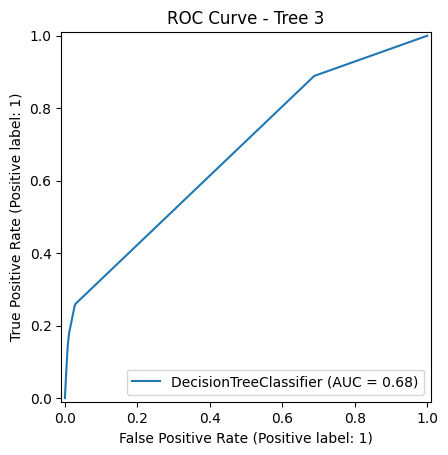 ROC Curve - Tree 3
1.0
0.8
0.6
0.4
0.2
0.0
True Positive Rate (Positive label: 1)
DecisionTreeClassifier (AUC = 0.68)
0.0 0.2 0.4 0.6 0.8 1.0
False Positive Rate (Positive label: 1)